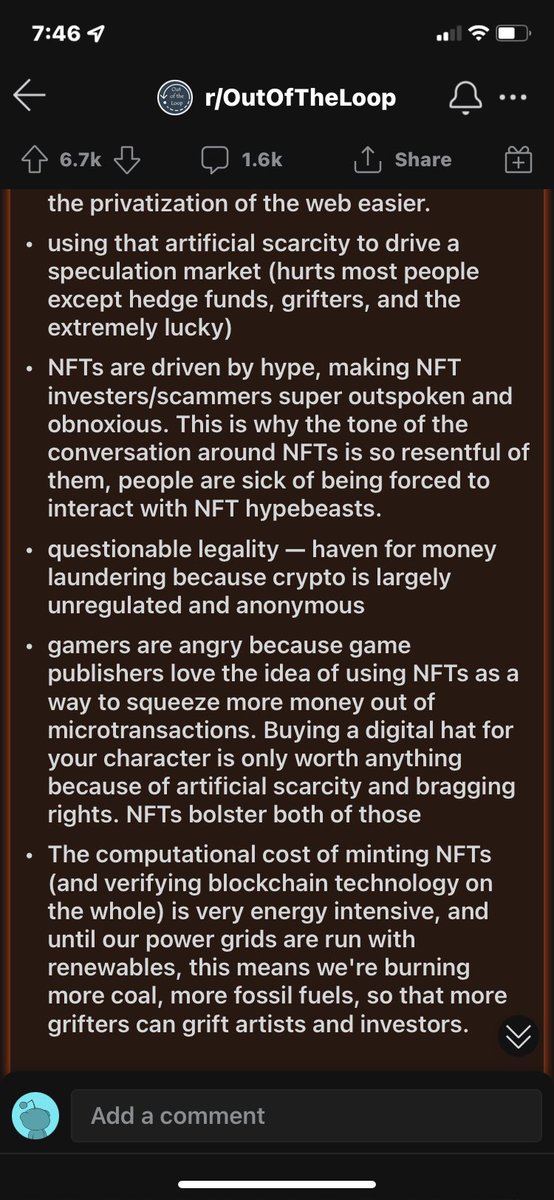 7:46
r/OutOfTheLoop
6.7k
1.6k
Share
the privatization of the web easier.
• using that artificial scarcity to drive a
speculation market (hurts most people
except hedge funds, grifters, and the
extremely lucky)
• NFTs are driven by hype, making NFT
investers/scammers super outspoken and
obnoxious. This is why the tone of the
conversation around NFTs is so resentful of
them, people are sick of being forced to
interact with NFT hypebeasts.
• questionable legality — haven for money
laundering because crypto is largely
unregulated and anonymous
• gamers are angry because game
publishers love the idea of using NFTs as a
way to squeeze more money out of
microtransactions. Buying a digital hat for
your character is only worth anything
because of artificial scarcity and bragging
rights. NFTs bolster both of those
• The computational cost of minting NFTs
(and verifying blockchain technology on
the whole) is very energy intensive, and
until our power grids are run with
renewables, this means we're burning
more coal, more fossil fuels, so that more
grifters can grift artists and investors.
Add a comment